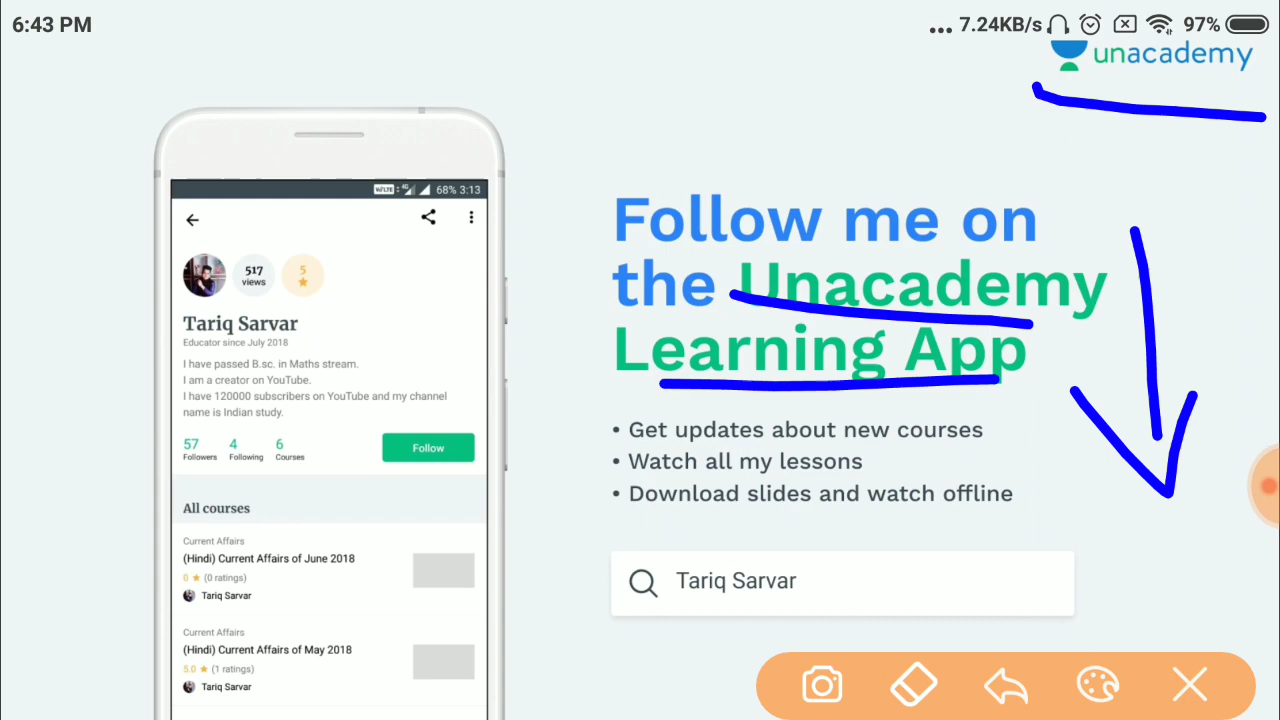 6:43 PM
... 7.24KB/s 97%
unacademy
VoLTE 4G 68% 3:13
517
views
5
Tariq Sarvar
Educator since July 2018
I have passed B.sc. in Maths stream.
I am a creator on YouTube.
I have 120000 subscribers on YouTube and my channel
name is Indian study.
57 4 6
Followers Following Courses
Follow
All courses
Current Affairs
(Hindi) Current Affairs of June 2018
0 ★ (0 ratings)
Tariq Sarvar
Current Affairs
(Hindi) Current Affairs of May 2018
5.0 ★ (1 ratings)
Tariq Sarvar
Follow me on
the Unacademy
Learning App
• Get updates about new courses
• Watch all my lessons
• Download slides and watch offline
Tariq Sarvar